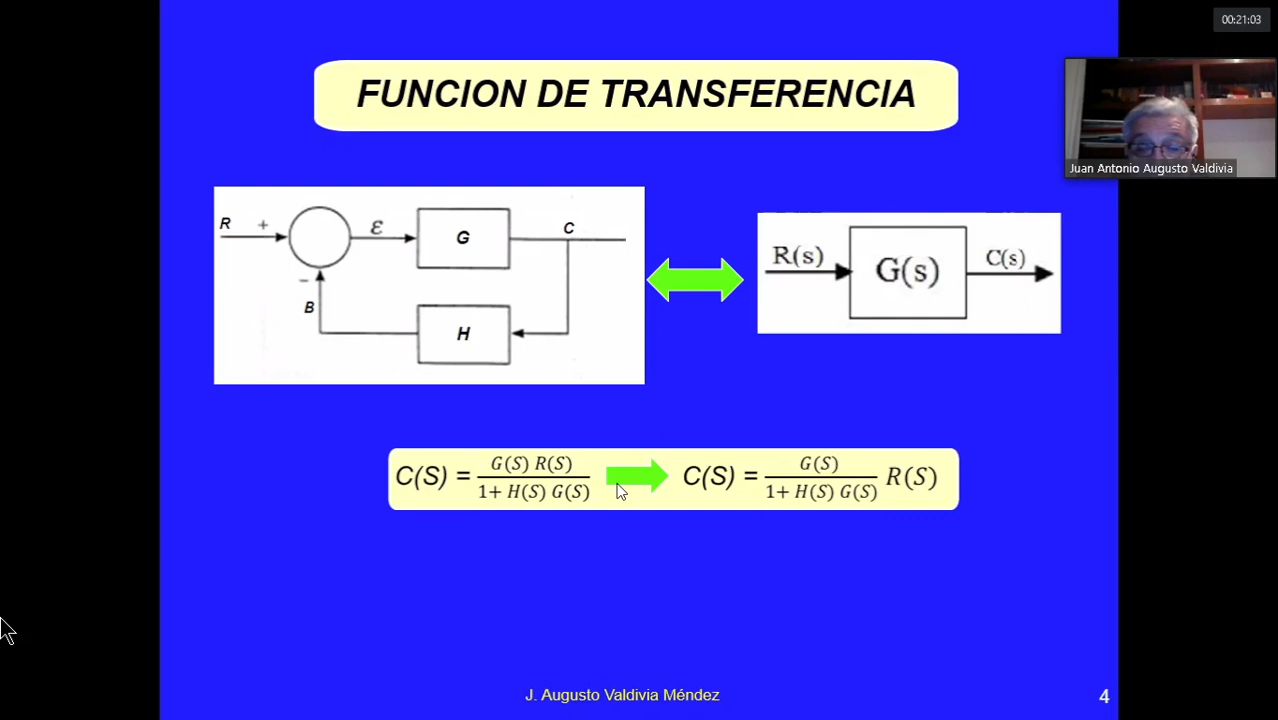 00:21:03
FUNCION DE TRANSFERENCIA
Juan Antonio Augusto Valdivia
R + ε G C
− B H
R(s) G(s) C(s)
C(S) = G(S) R(S) / 1+ H(S) G(S) C(S) = G(S) / 1+ H(S) G(S) R(S)
J. Augusto Valdivia Méndez
4